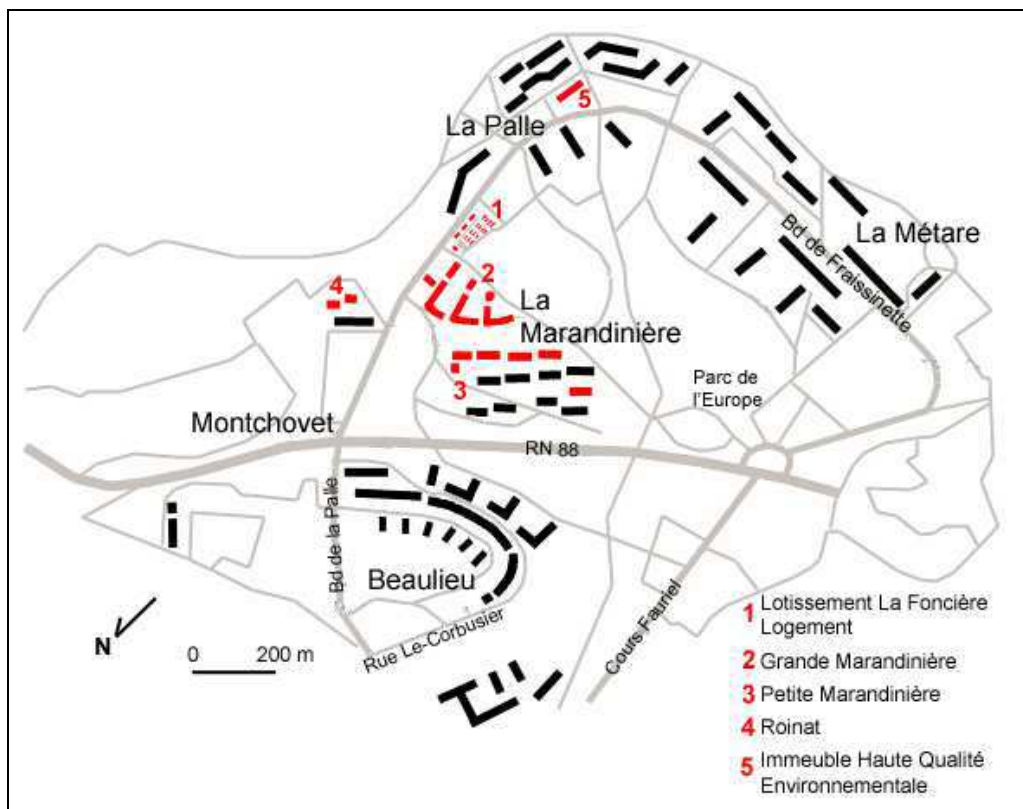 5
La Palle
1
La Métare
Bd de Fraissinette
4
2
La
Marandinière
3
Parc de
l'Europe
Montchovet
RN 88
Bd de la Palle
Beaulieu
Rue Le-Corbusier
Cours Fauriel
N
0 200 m
1 Lotissement La Foncière
Logement
2 Grande Marandinière
3 Petite Marandinière
4 Roinat
5 Immeuble Haute Qualité
Environnementale